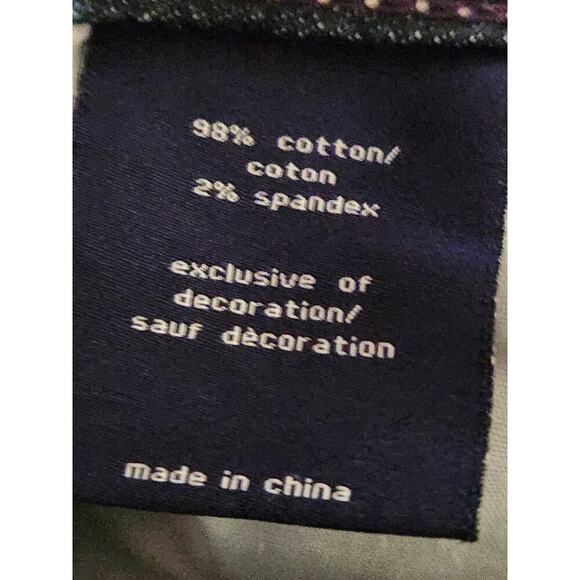 98% cotton/
coton
2% spandex
exclusive of
decoration/
sauf dècoration
made in china